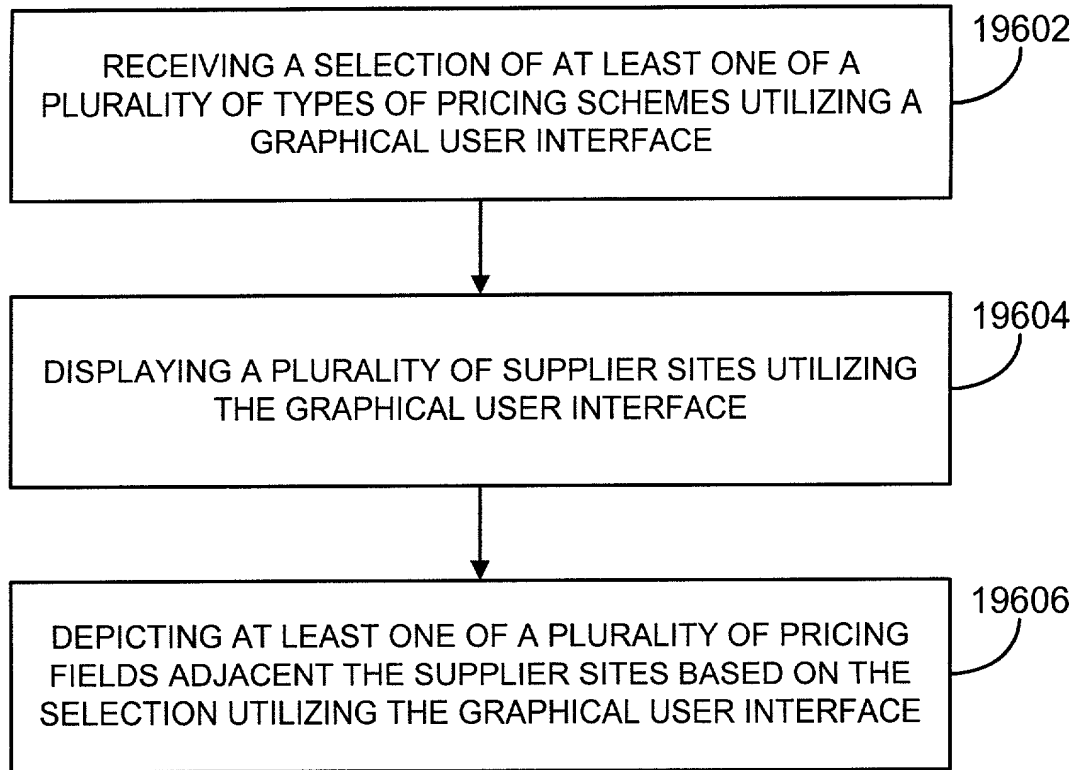 19602
RECEIVING A SELECTION OF AT LEAST ONE OF A
PLURALITY OF TYPES OF PRICING SCHEMES UTILIZING A
GRAPHICAL USER INTERFACE
19604
DISPLAYING A PLURALITY OF SUPPLIER SITES UTILIZING
THE GRAPHICAL USER INTERFACE
19606
DEPICTING AT LEAST ONE OF A PLURALITY OF PRICING
FIELDS ADJACENT THE SUPPLIER SITES BASED ON THE
SELECTION UTILIZING THE GRAPHICAL USER INTERFACE